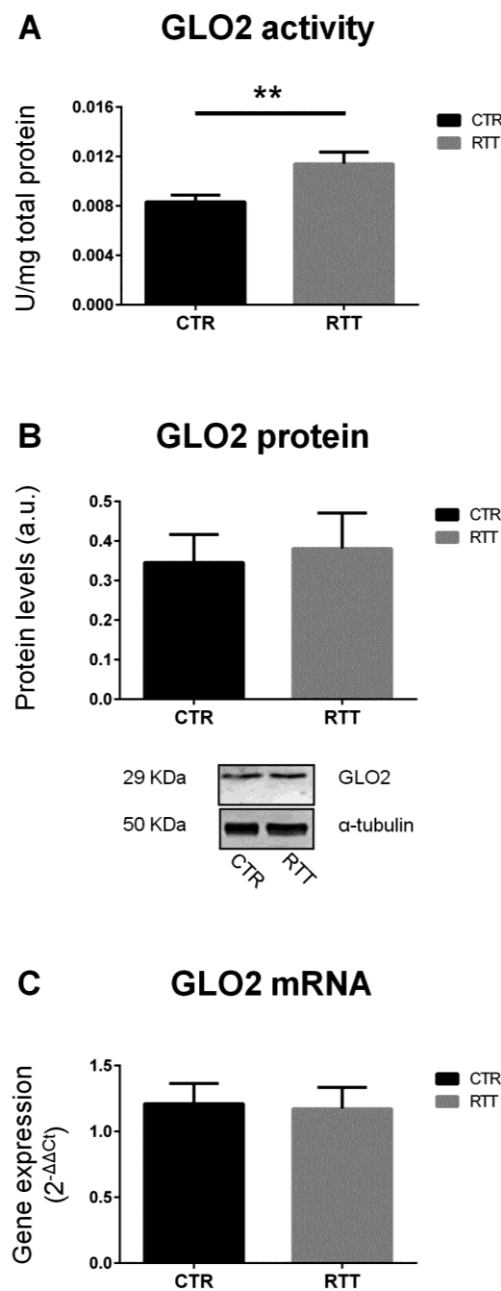 A GLO2 activity
**
U/mg total protein
0.016
0.012
0.008
0.004
0.000
CTR
RTT
CTR
RTT
B GLO2 protein
Protein levels (a.u.)
0.5
0.4
0.3
0.2
0.1
0.0
CTR
RTT
CTR
RTT
29 KDa GLO2
50 KDa α-tubulin
CTR RTT
C GLO2 mRNA
Gene expression
(2^-ΔΔCt)
1.5
1.0
0.5
0.0
CTR
RTT
CTR
RTT